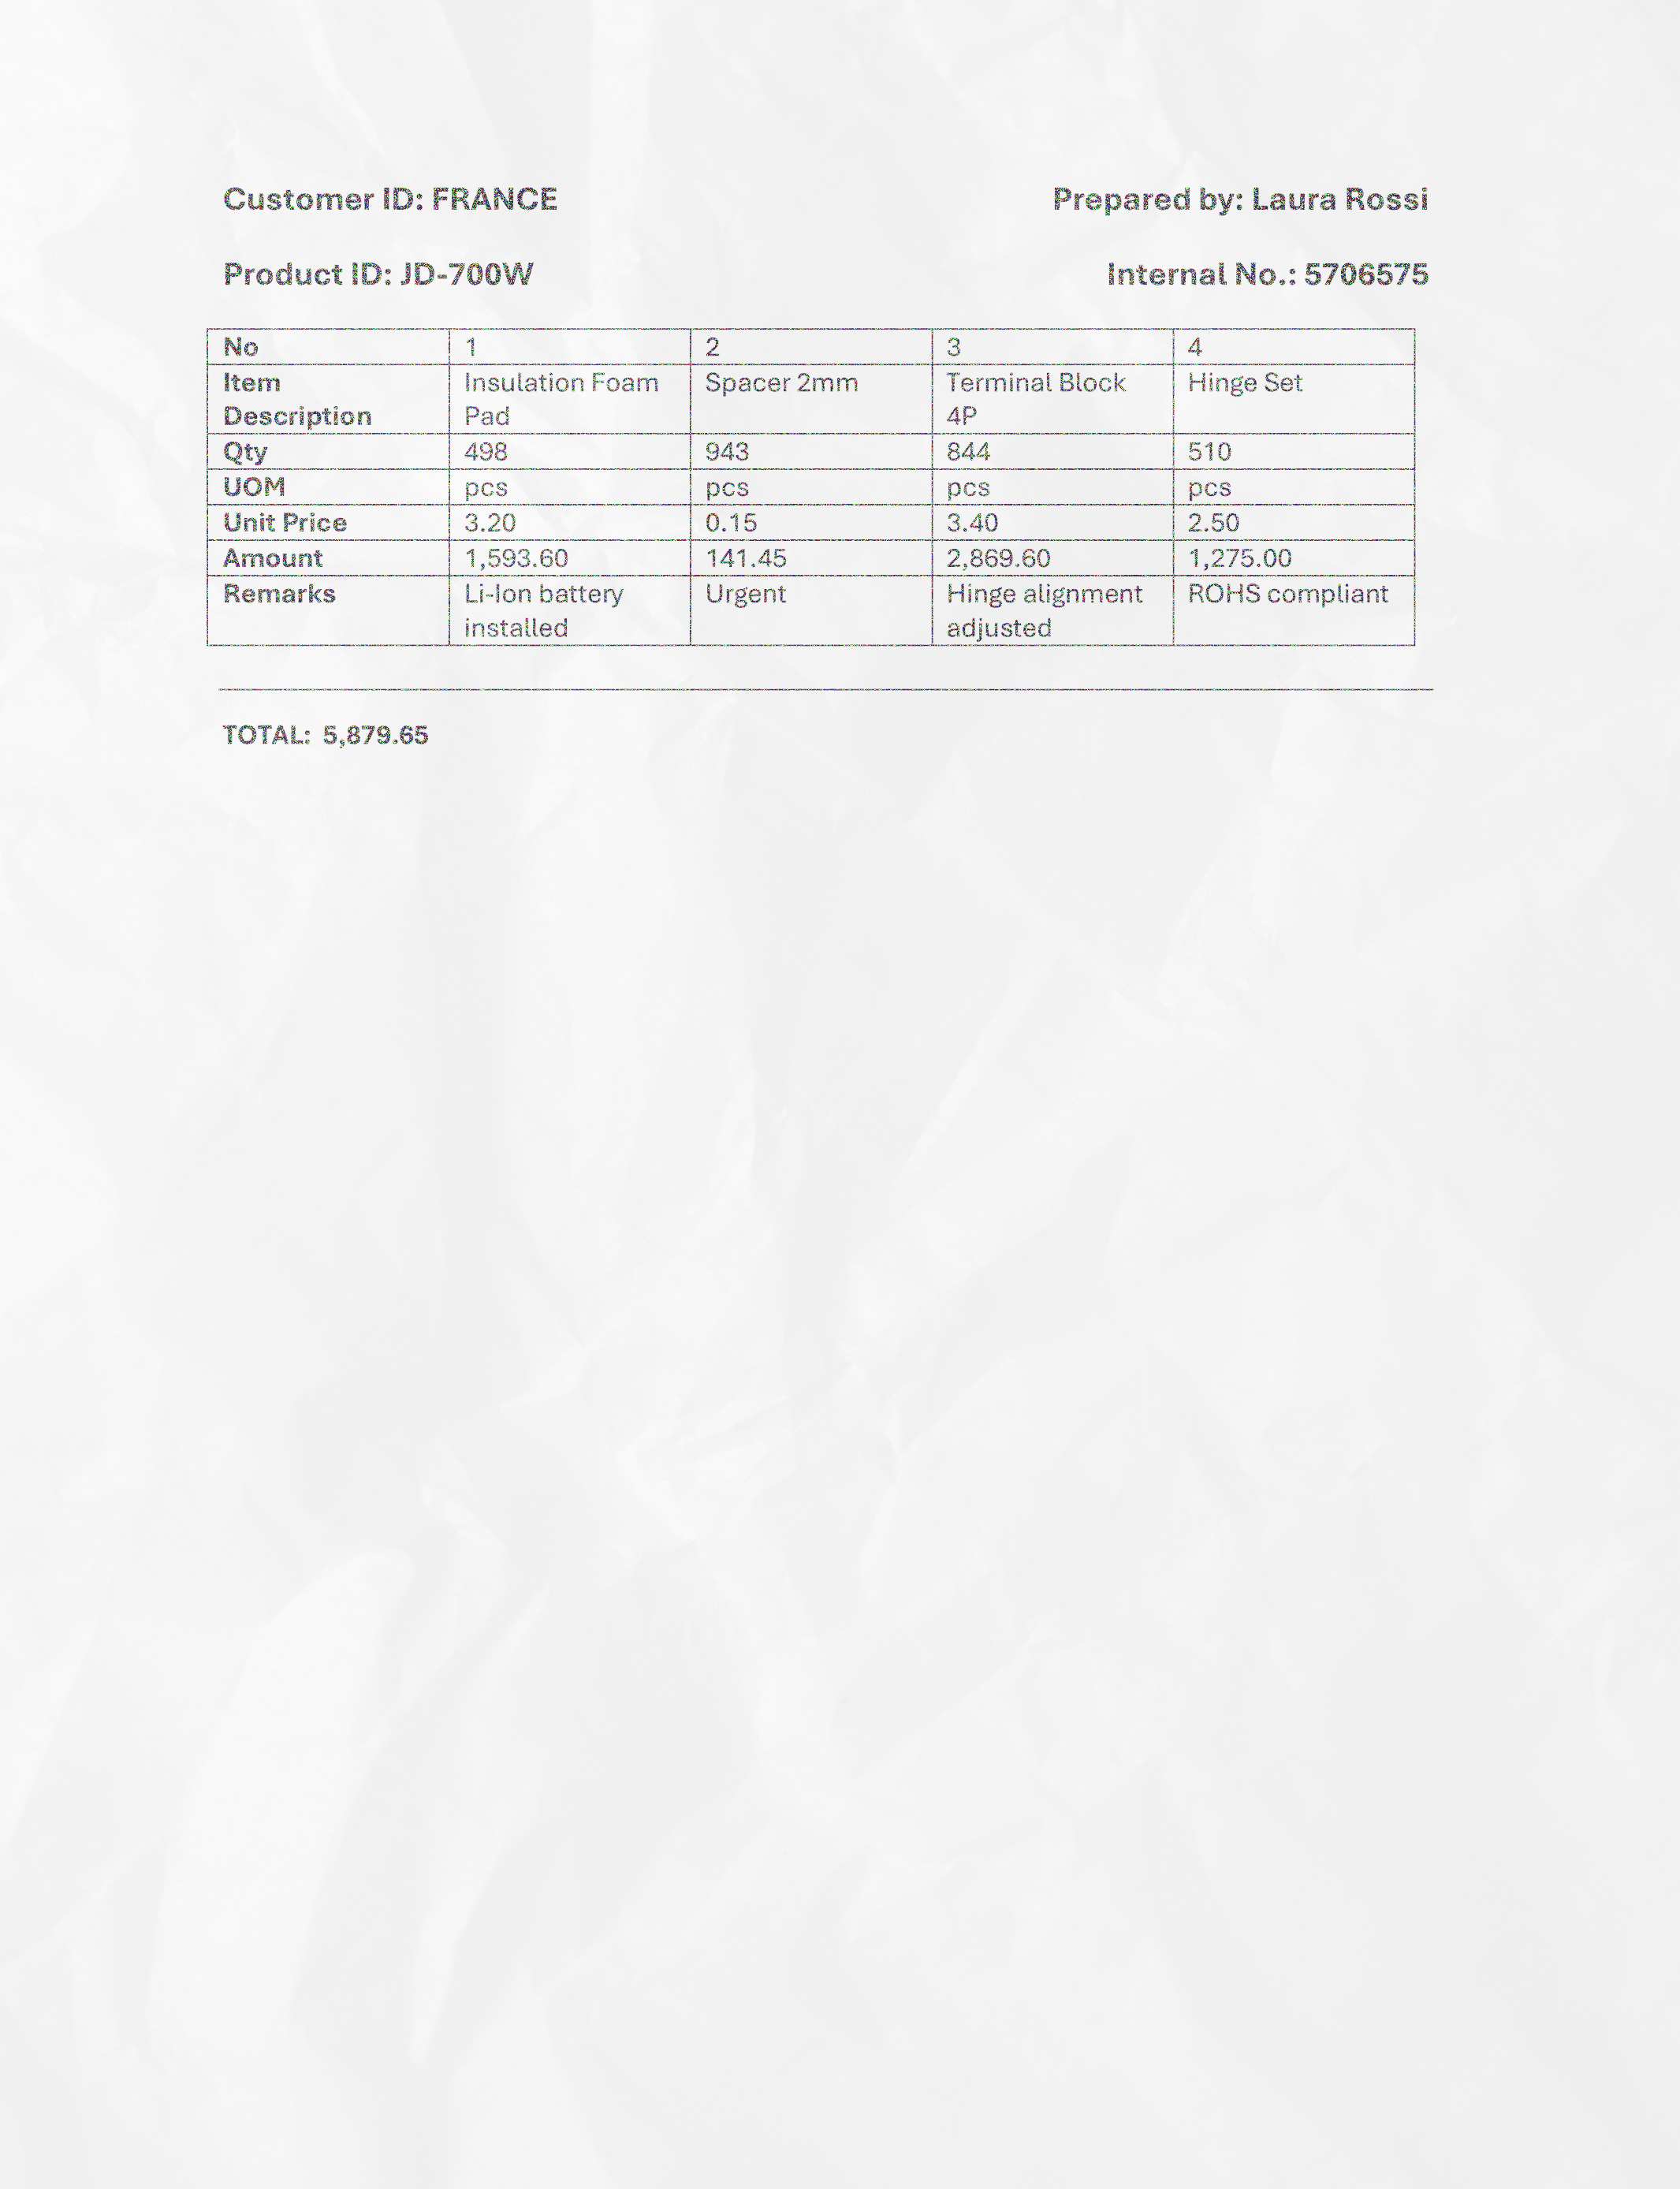 Customer ID: FRANCE Prepared by: Laura Rossi
Product ID: JD-700W Internal No.: 5706575
No 1 2 3 4
Item Description Insulation Foam Pad Spacer 2mm Terminal Block 4P Hinge Set
Qty 498 943 844 510
UOM pcs pcs pcs pcs
Unit Price 3.20 0.15 3.40 2.50
Amount 1,593.60 141.45 2,869.60 1,275.00
Remarks Li-Ion battery installed Urgent Hinge alignment adjusted ROHS compliant
TOTAL: 5,879.65